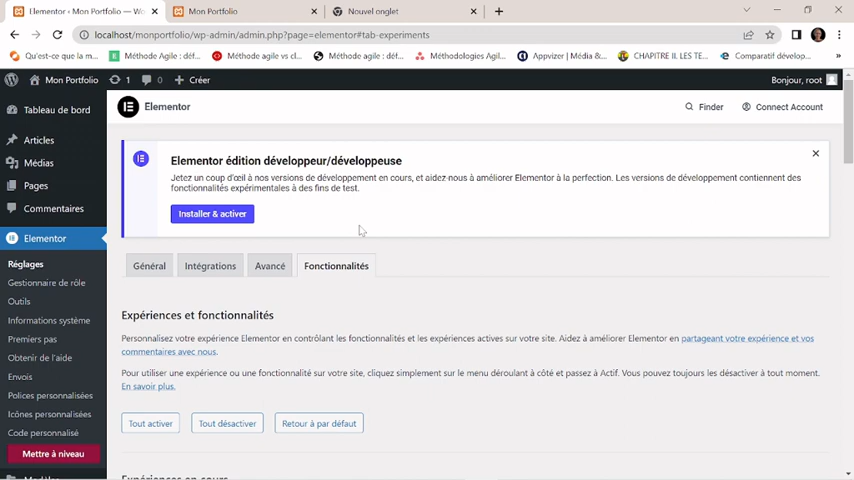 Elementor ‹ Mon Portfolio — Wo
Mon Portfolio
Nouvel onglet
localhost/monportfolio/wp-admin/admin.php?page=elementor#tab-experiments
Qu'est-ce que la m...
Méthode Agile : déf...
Méthode agile vs cl...
Méthode Agile : déf...
Méthodologies Agil...
Appvizer | Média &...
CHAPITRE II. LES TE...
Comparatif dévelop...
Mon Portfolio
1
0
Créer
Bonjour, root
Tableau de bord
Articles
Médias
Pages
Commentaires
Elementor
Réglages
Gestionnaire de rôle
Outils
Informations système
Premiers pas
Obtenir de l'aide
Envois
Polices personnalisées
Icônes personnalisées
Code personnalisé
Mettre à niveau
Elementor
Finder
Connect Account
Elementor édition développeur/développeuse
Jetez un coup d'œil à nos versions de développement en cours, et aidez nous à améliorer Elementor à la perfection. Les versions de développement contiennent des
fonctionnalités expérimentales à des fins de test.
Installer & activer
Général
Intégrations
Avancé
Fonctionnalités
Expériences et fonctionnalités
Personnalisez votre expérience Elementor en contrôlant les fonctionnalités et les expériences actives sur votre site. Aidez à améliorer Elementor en partageant votre expérience et vos
commentaires avec nous.
Pour utiliser une expérience ou une fonctionnalité sur votre site, cliquez simplement sur le menu déroulant à côté et passez à Actif. Vous pouvez toujours les désactiver à tout moment.
En savoir plus.
Tout activer
Tout désactiver
Retour à par défaut
Expériences en cours